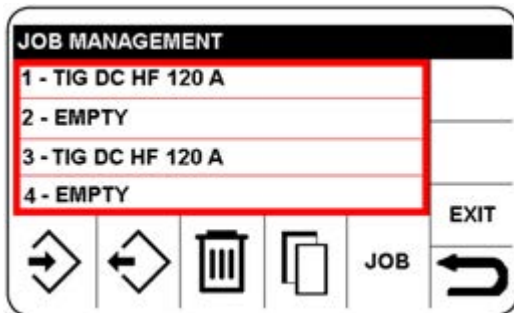 JOB MANAGEMENT
1 - TIG DC HF 120 A
2 - EMPTY
3 - TIG DC HF 120 A
4 - EMPTY
EXIT
JOB